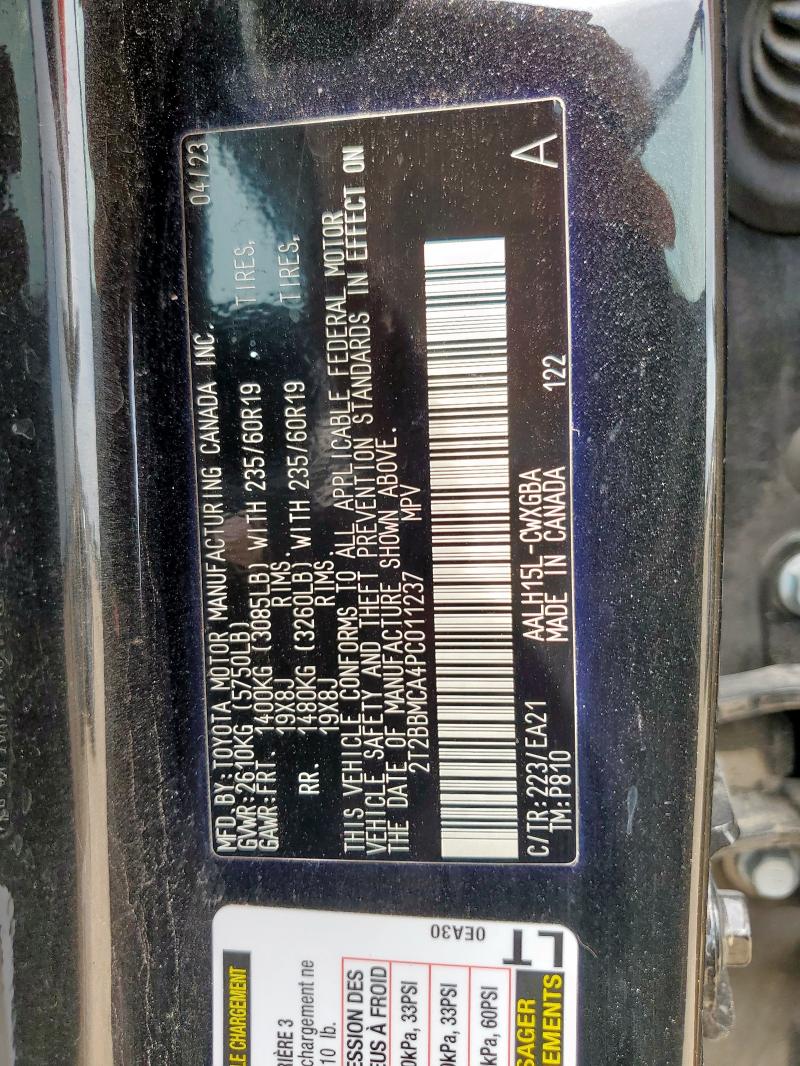 MFD. BY: TOYOTA MOTOR MANUFACTURING CANADA INC. 04/23
GVWR: 2610KG (5750LB)
GAWR: FRT. 1400KG (3085LB) WITH 235/60R19 TIRES,
19X8J RIMS.
RR. 1480KG (3260LB) WITH 235/60R19 TIRES,
19X8J RIMS.
THIS VEHICLE CONFORMS TO ALL APPLICABLE FEDERAL MOTOR
VEHICLE SAFETY AND THEFT PREVENTION STANDARDS IN EFFECT ON
THE DATE OF MANUFACTURE SHOWN ABOVE.
2T2BBMCA4PC011237 MPV
C/TR: 223/EA21 AALH15L-CWXGBA A
TM: P810 MADE IN CANADA 122
LE CHARGEMENT
RIÈRE 3
chargement ne
10 lb.
ESSION DES
EUS À FROID
0kPa, 33PSI
0kPa, 33PSI
kPa, 60PSI
0EA30
SAGER
EMENTS